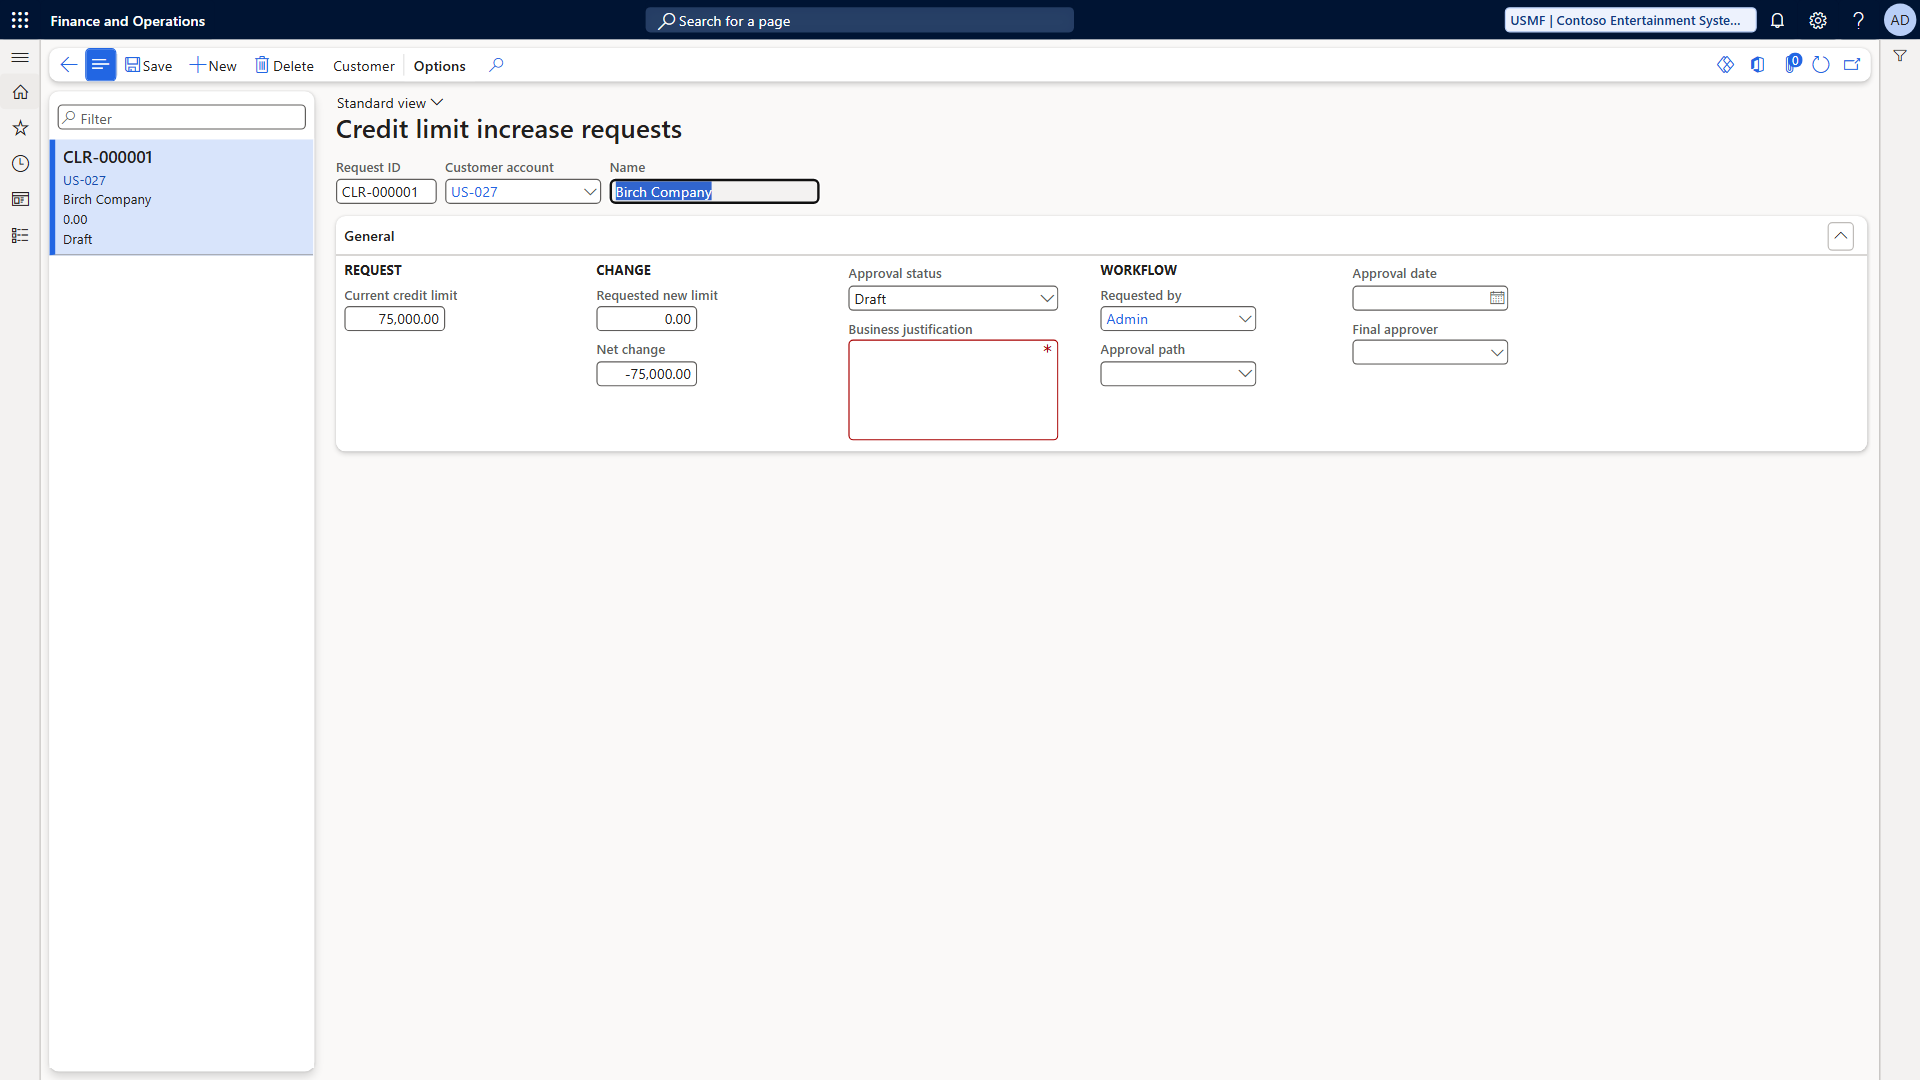 Finance and Operations
Search for a page
USMF | Contoso Entertainment Syste...
AD
Save
New
Delete
Customer
Options
0
Filter
CLR-000001
US-027
Birch Company
0.00
Draft
Standard view
Credit limit increase requests
Request ID
Customer account
Name
CLR-000001
US-027
Birch Company
General
REQUEST
Current credit limit
75,000.00
CHANGE
Requested new limit
0.00
Net change
-75,000.00
Approval status
Draft
Business justification
*
WORKFLOW
Requested by
Admin
Approval path
Approval date
Final approver